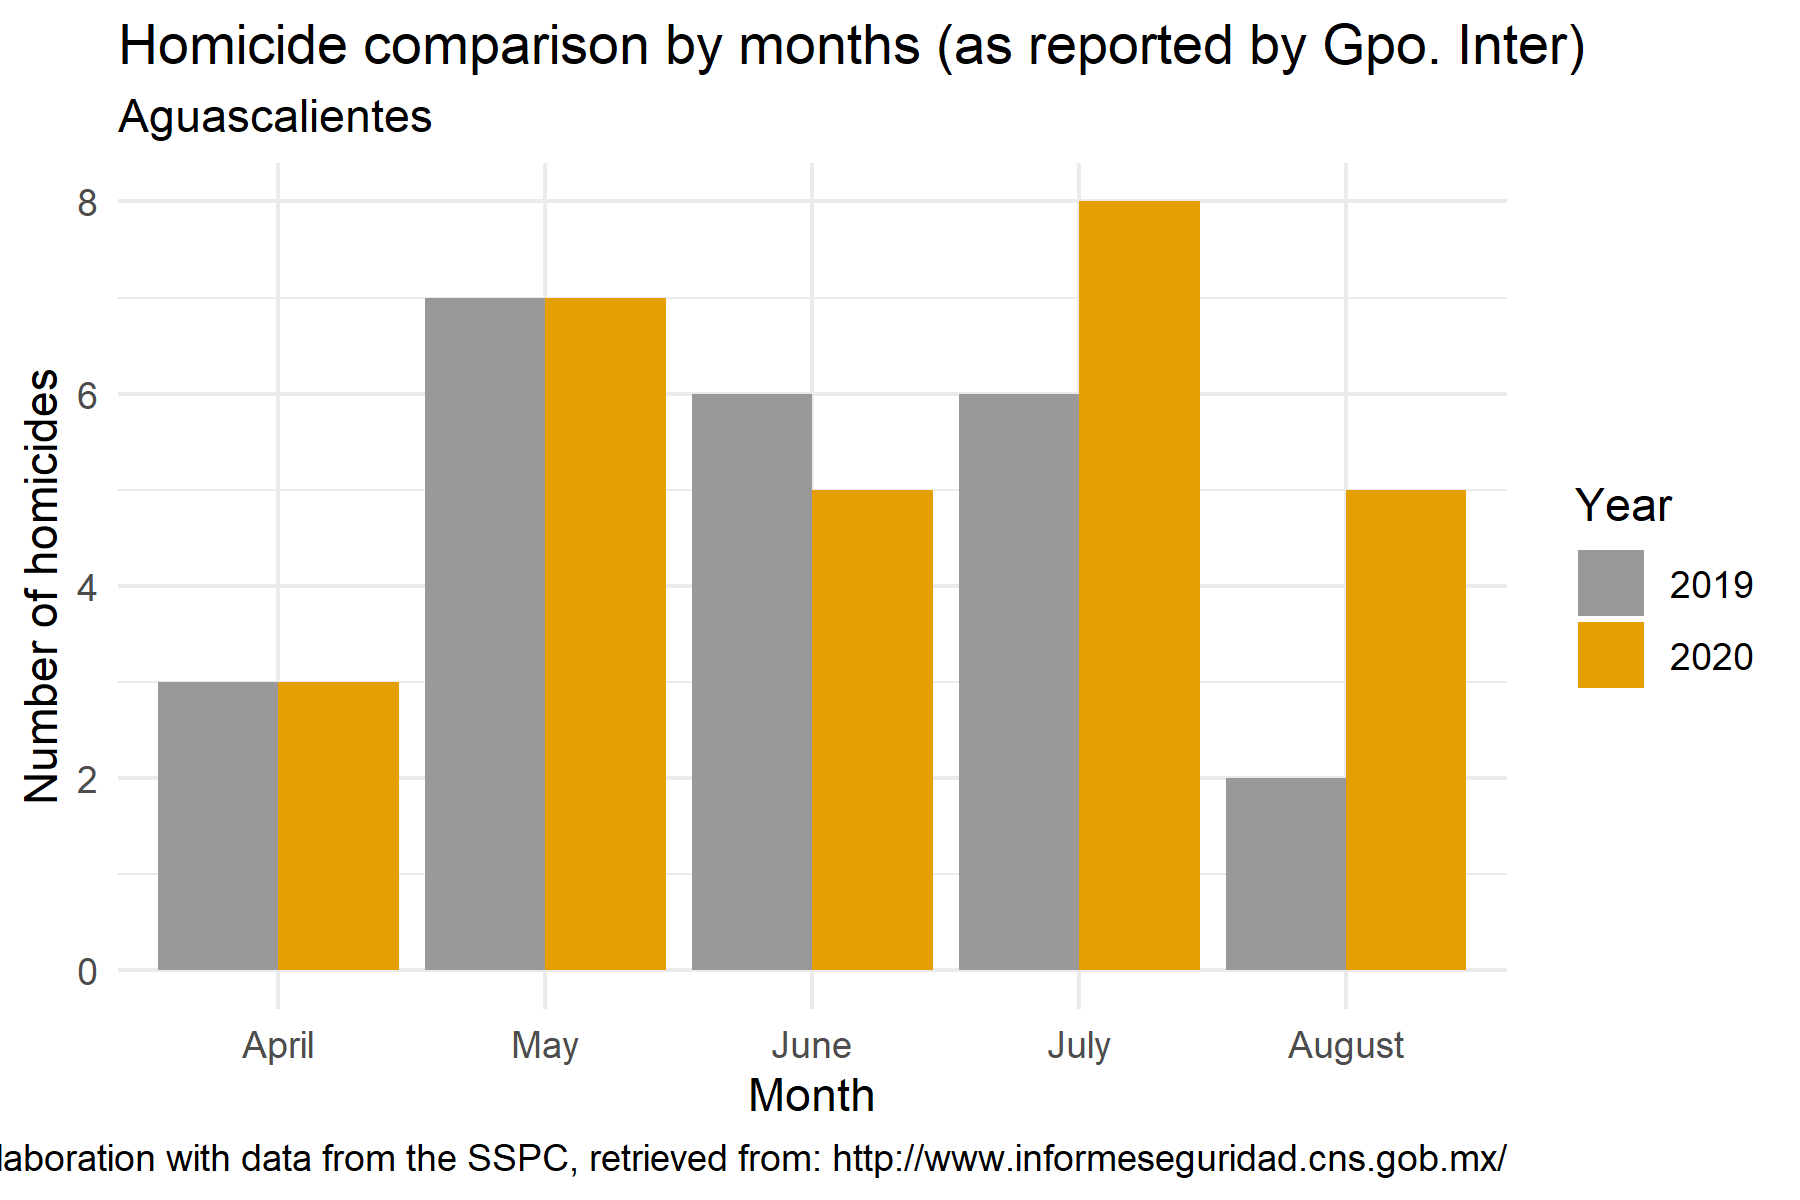 Homicide comparison by months (as reported by Gpo. Inter)
Aguascalientes
Number of homicides
8
6
4
2
0
April May June July August
Month
Year
2019
2020
laboration with data from the SSPC, retrieved from: http://www.informeseguridad.cns.gob.mx/